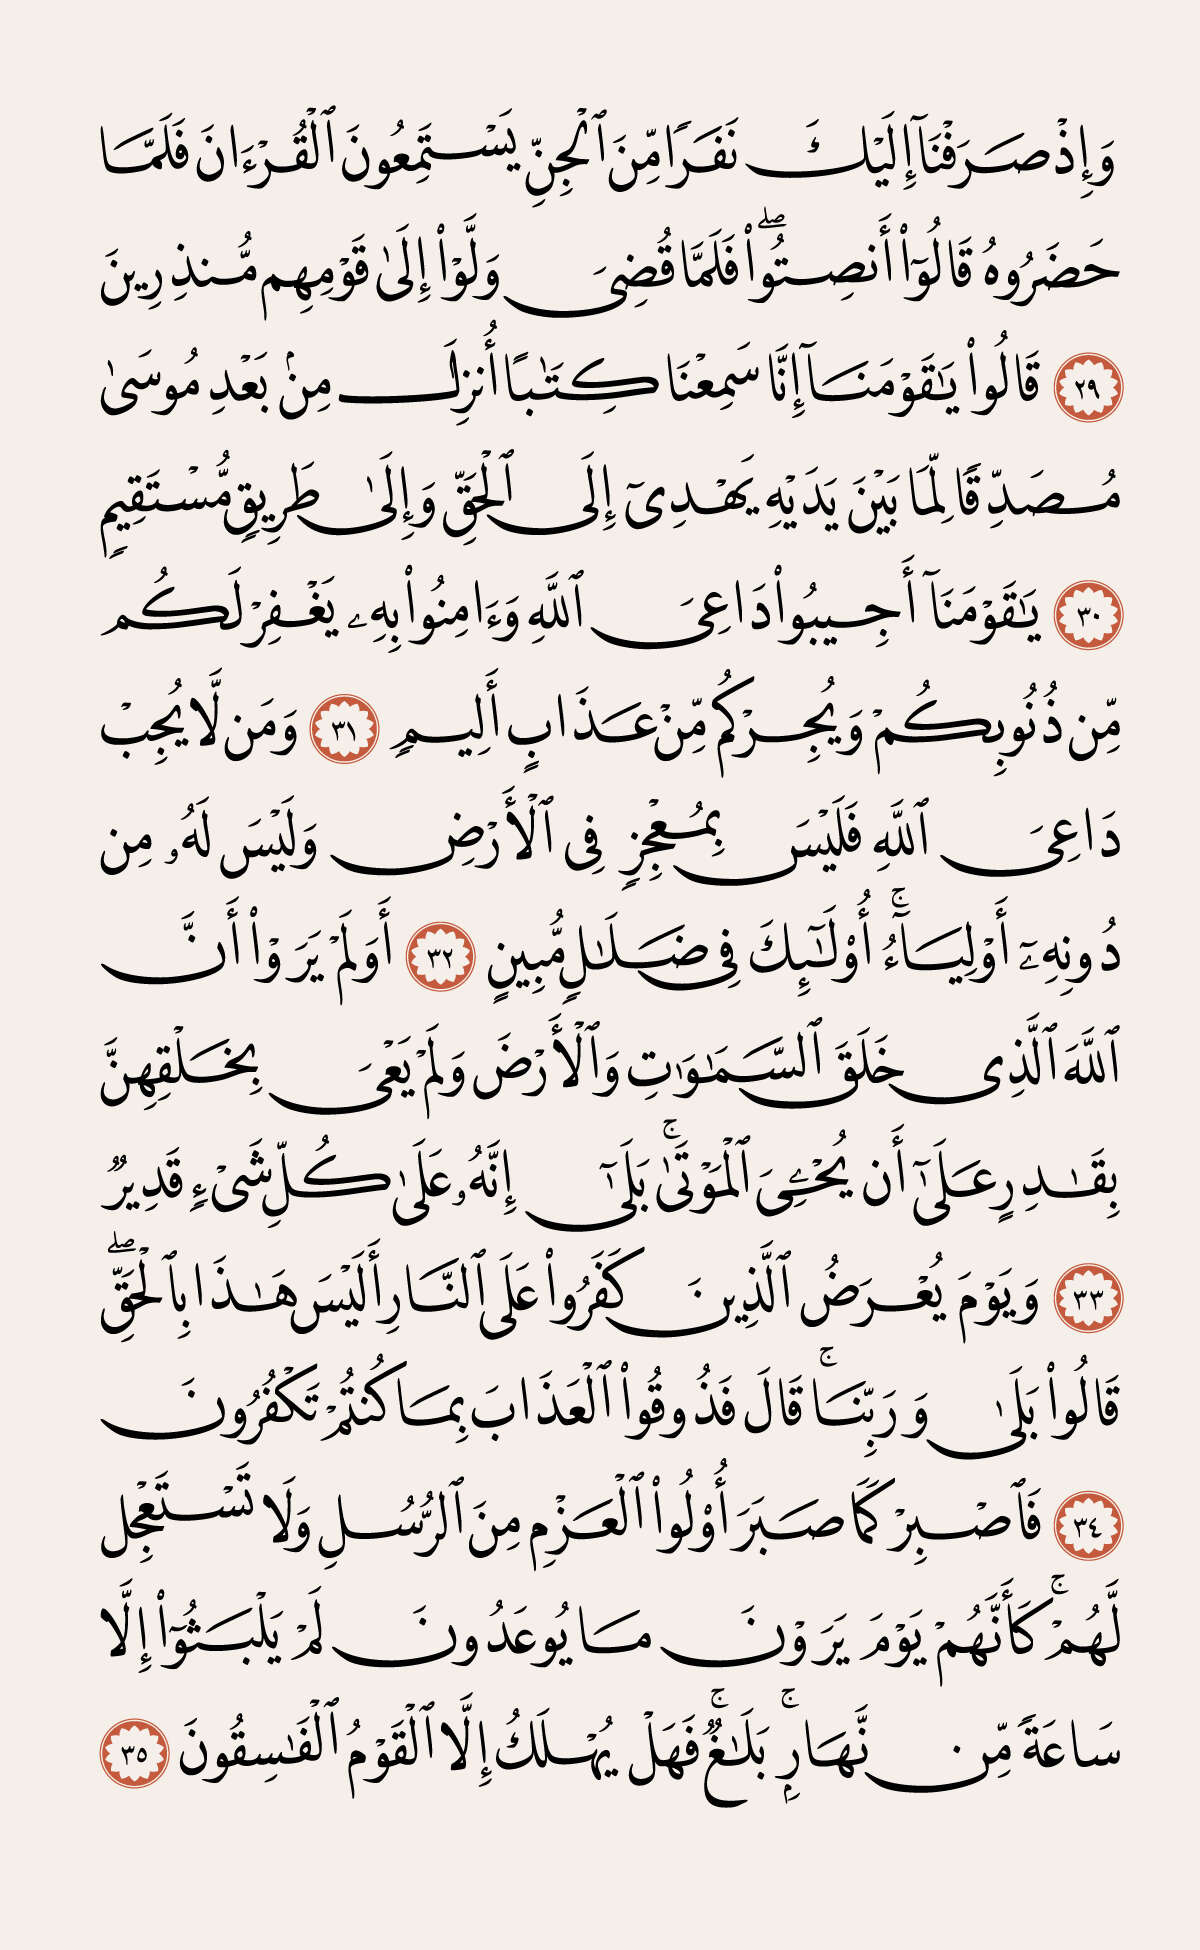 وَإِذْ صَرَفْنَآ إِلَيْكَ نَفَرًا مِّنَ ٱلْجِنِّ يَسْتَمِعُونَ ٱلْقُرْءَانَ فَلَمَّا
حَضَرُوهُ قَالُوٓا۟ أَنصِتُوا۟ ۖ فَلَمَّا قُضِىَ وَلَّوْا۟ إِلَىٰ قَوْمِهِم مُّنذِرِينَ
٢٩ قَالُوا۟ يَـٰقَوْمَنَآ إِنَّا سَمِعْنَا كِتَـٰبًا أُنزِلَ مِنۢ بَعْدِ مُوسَىٰ
مُصَدِّقًا لِّمَا بَيْنَ يَدَيْهِ يَهْدِىٓ إِلَى ٱلْحَقِّ وَإِلَىٰ طَرِيقٍ مُّسْتَقِيمٍ
٣٠ يَـٰقَوْمَنَآ أَجِيبُوا۟ دَاعِىَ ٱللَّهِ وَءَامِنُوا۟ بِهِۦ يَغْفِرْ لَكُم
مِّن ذُنُوبِكُمْ وَيُجِرْكُم مِّنْ عَذَابٍ أَلِيمٍ ٣١ وَمَن لَّا يُجِبْ
دَاعِىَ ٱللَّهِ فَلَيْسَ بِمُعْجِزٍ فِى ٱلْأَرْضِ وَلَيْسَ لَهُۥ مِن
دُونِهِۦٓ أَوْلِيَآءُ ۚ أُو۟لَـٰٓئِكَ فِى ضَلَـٰلٍ مُّبِينٍ ٣٢ أَوَلَمْ يَرَوْا۟ أَنَّ
ٱللَّهَ ٱلَّذِى خَلَقَ ٱلسَّمَـٰوَٰتِ وَٱلْأَرْضَ وَلَمْ يَعْىَ بِخَلْقِهِنَّ
بِقَـٰدِرٍ عَلَىٰٓ أَن يُحْـِۧىَ ٱلْمَوْتَىٰ ۚ بَلَىٰٓ إِنَّهُۥ عَلَىٰ كُلِّ شَىْءٍ قَدِيرٌ
٣٣ وَيَوْمَ يُعْرَضُ ٱلَّذِينَ كَفَرُوا۟ عَلَى ٱلنَّارِ أَلَيْسَ هَـٰذَا بِٱلْحَقِّ ۖ
قَالُوا۟ بَلَىٰ وَرَبِّنَا ۚ قَالَ فَذُوقُوا۟ ٱلْعَذَابَ بِمَا كُنتُمْ تَكْفُرُونَ
٣٤ فَٱصْبِرْ كَمَا صَبَرَ أُو۟لُوا۟ ٱلْعَزْمِ مِنَ ٱلرُّسُلِ وَلَا تَسْتَعْجِل
لَّهُمْ ۚ كَأَنَّهُمْ يَوْمَ يَرَوْنَ مَا يُوعَدُونَ لَمْ يَلْبَثُوٓا۟ إِلَّا
سَاعَةً مِّن نَّهَارٍۭ ۚ بَلَـٰغٌ ۚ فَهَلْ يُهْلَكُ إِلَّا ٱلْقَوْمُ ٱلْفَـٰسِقُونَ ٣٥